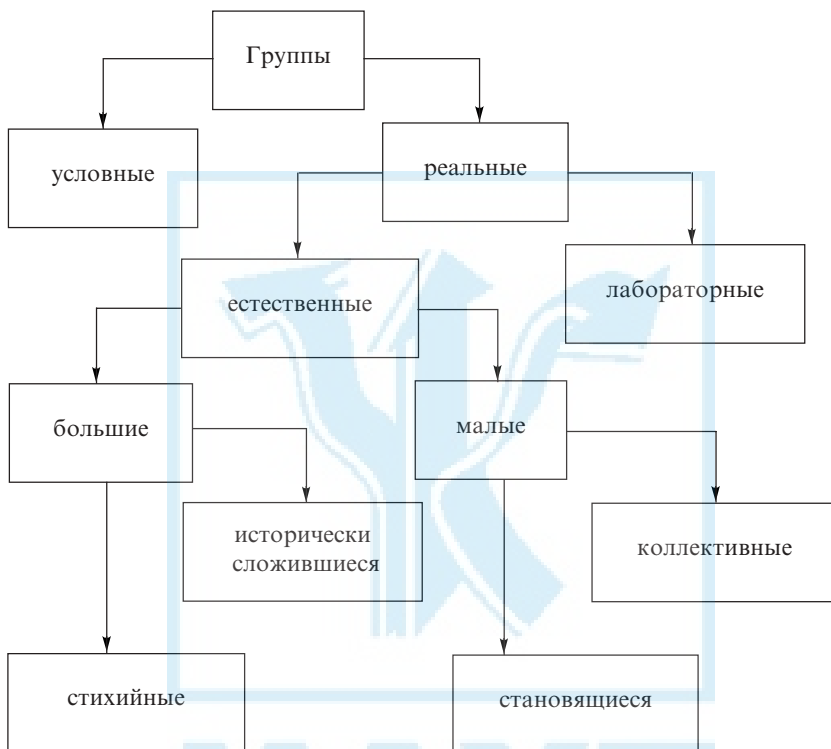 Группы
условные
реальные
естественные
лабораторные
большие
малые
исторически
сложившиеся
коллективные
стихийные
становящиеся